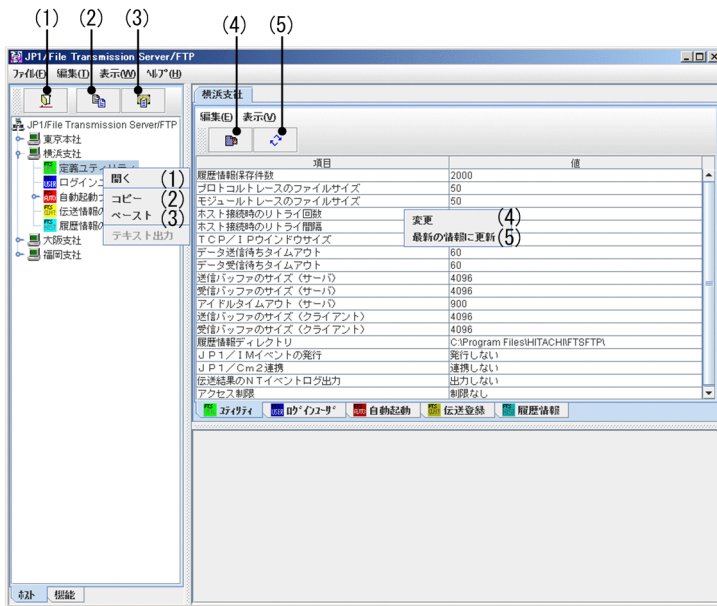 (1) (2) (3) (4) (5)
JP1/File Transmission Server/FTP
ファイル(F) 編集(T) 表示(W) ヘルプ(H)
JP1/File Transmission Server/FTP
東京本社
横浜支社
定義ユティリティ
ログインユ
自動起動プ
伝送情報の
履歴情報の
大阪支社
福岡支社
開く (1)
コピー (2)
ペースト (3)
テキスト出力
ホスト 機能
横浜支社
編集(E) 表示(V)
項目 値
履歴情報保存件数 2000
プロトコルトレースのファイルサイズ 50
モジュールトレースのファイルサイズ 50
ホスト接続時のリトライ回数
ホスト接続時のリトライ間隔
TCP/IPウインドウサイズ
変更 (4)
最新の情報に更新 (5)
データ送信待ちタイムアウト 60
データ受信待ちタイムアウト 60
送信バッファのサイズ(サーバ) 4096
受信バッファのサイズ(サーバ) 4096
アイドルタイムアウト(サーバ) 900
送信バッファのサイズ(クライアント) 4096
受信バッファのサイズ(クライアント) 4096
履歴情報ディレクトリ C:\Program Files\HITACHI\FTSFTP\
JP1/IMイベントの発行 発行しない
JP1/Cm2連携 連携しない
伝送結果のNTイベントログ出力 出力しない
アクセス制限 制限なし
ユティリティ ログインユーザ 自動起動 伝送登録 履歴情報